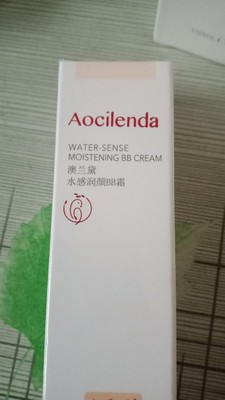 Aocilenda
WATER-SENSE
MOISTENING BB CREAM
澳兰黛
水感润颜BB霜